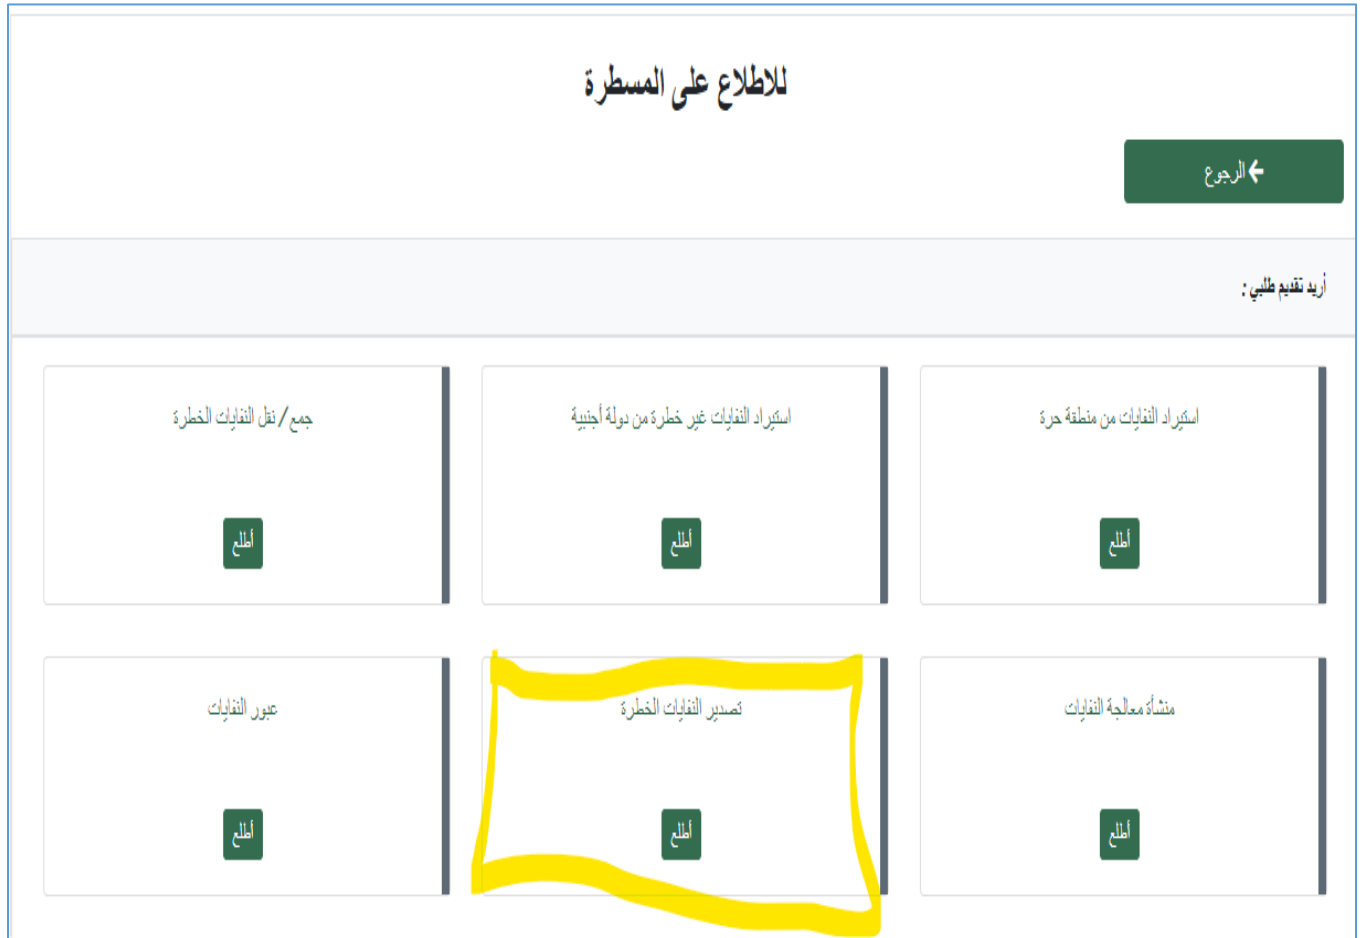 للاطلاع على المسطرة
الرجوع
أريد تقديم طلبي :
استيراد النفايات من منطقة حرة
أطلع
استيراد النفايات غير خطرة من دولة أجنبية
أطلع
جمع / نقل النفايات الخطرة
أطلع
منشأة معالجة النفايات
أطلع
تصدير النفايات الخطرة
أطلع
عبور النفايات
أطلع